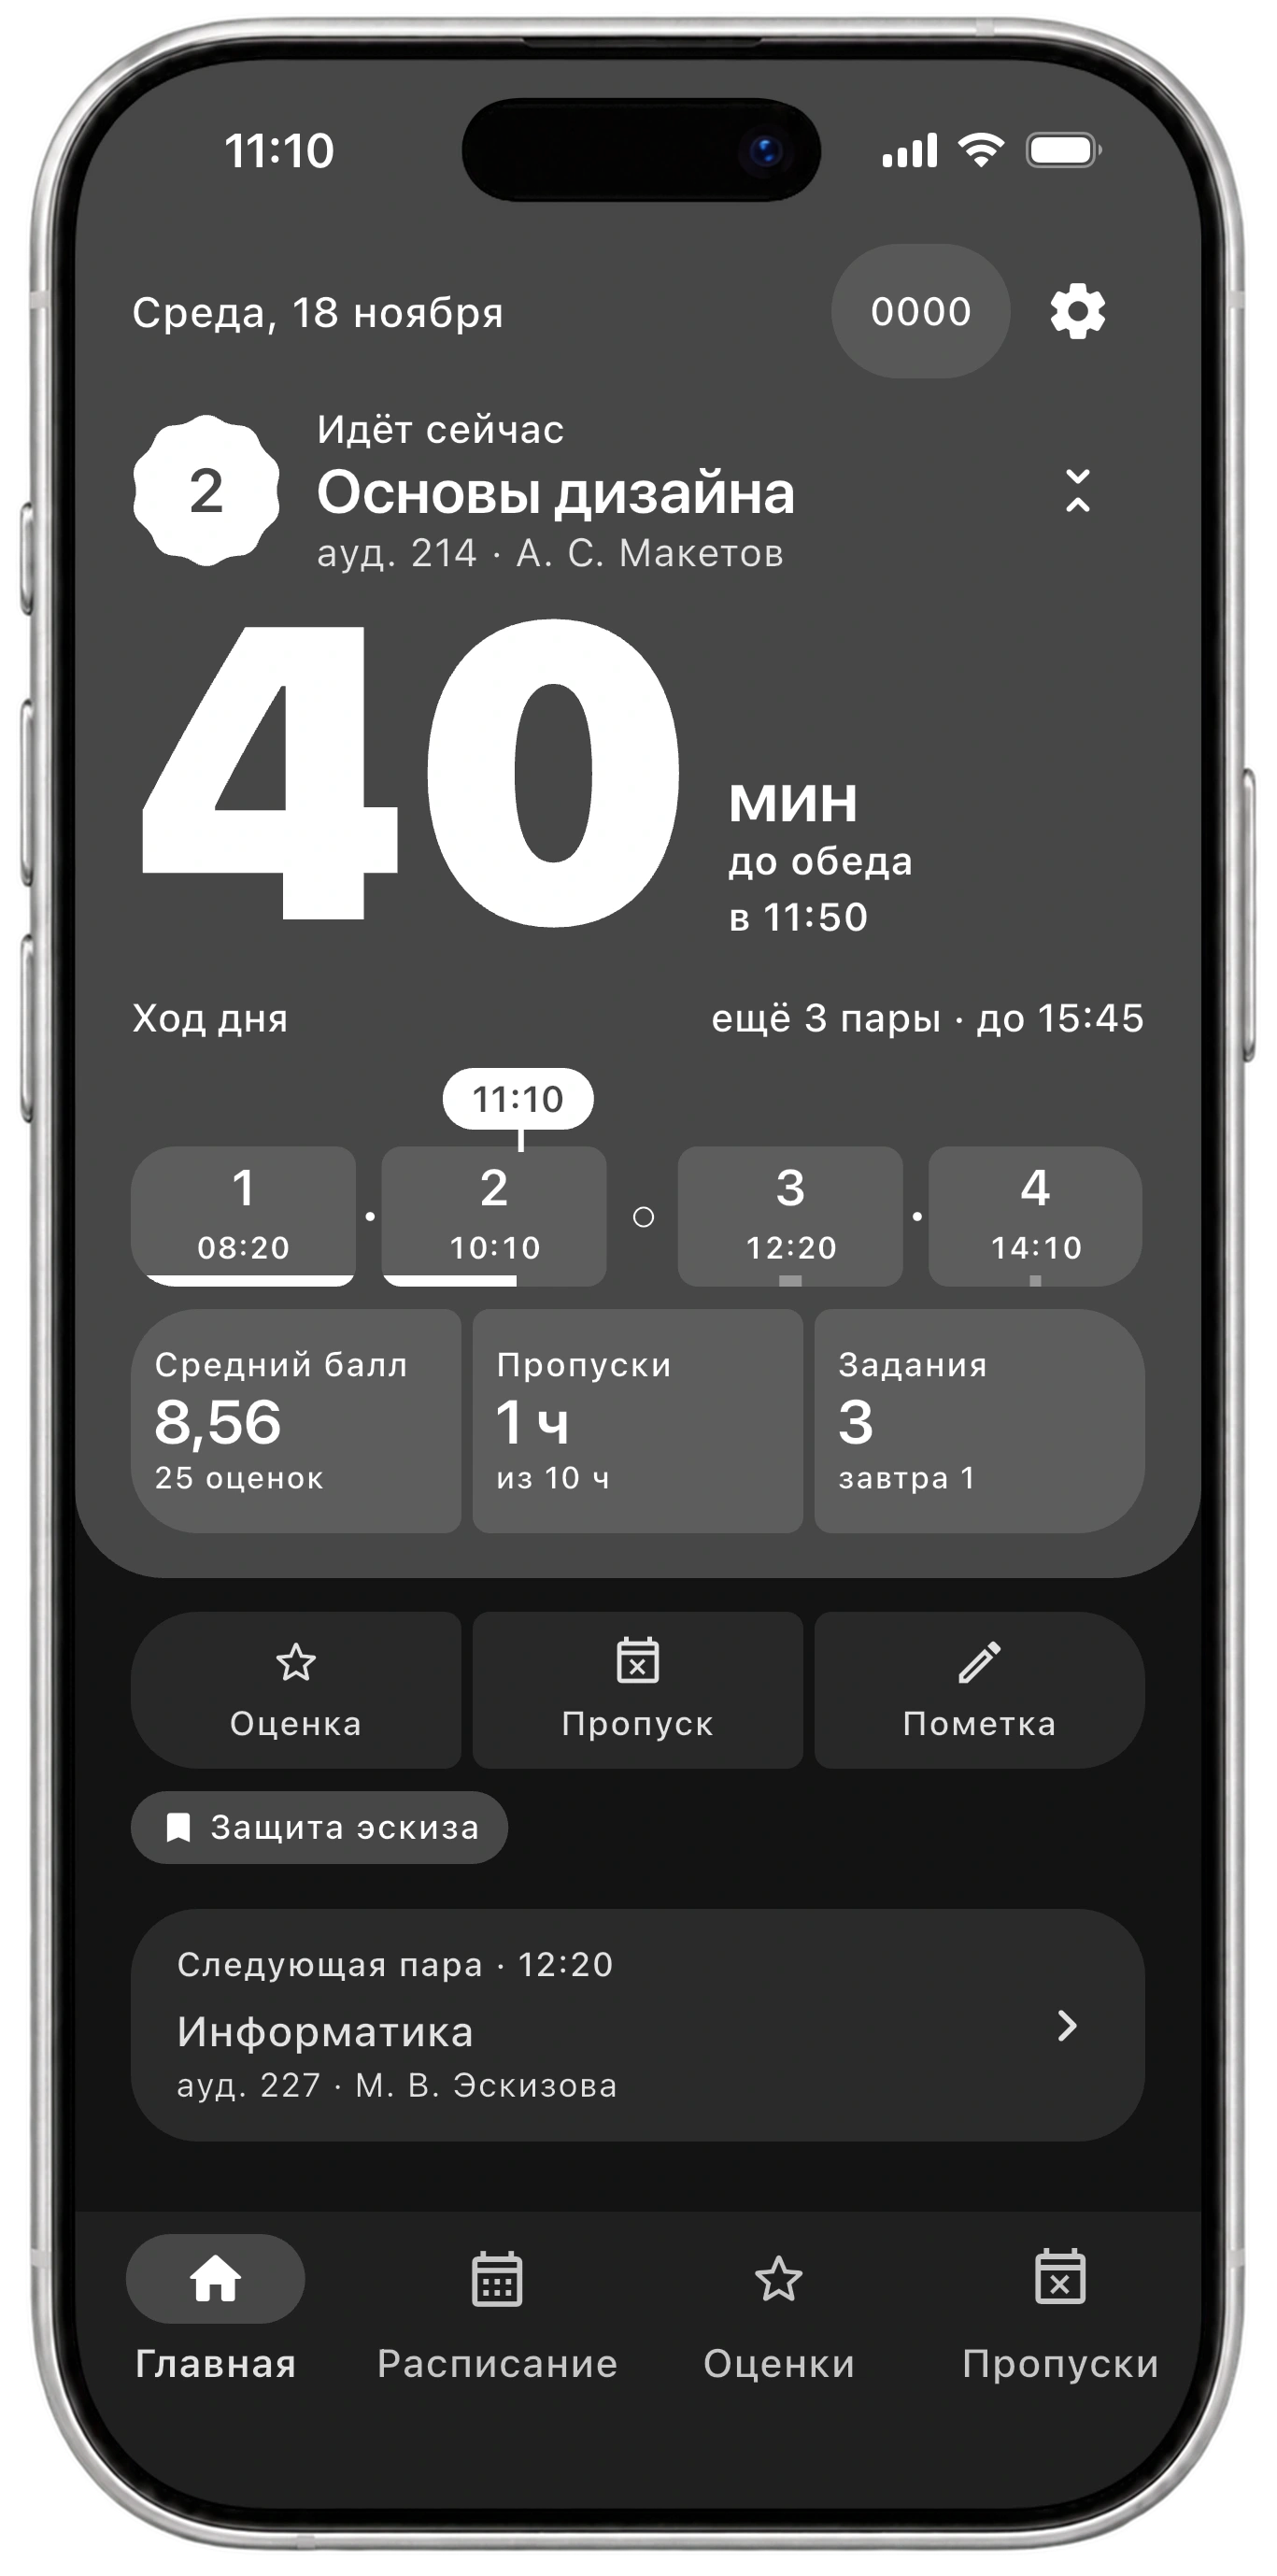 11:10
Среда, 18 ноября
0000
2
Идёт сейчас
Основы дизайна
ауд. 214 · А. С. Макетов
40
мин
до обеда
в 11:50
Ход дня
ещё 3 пары · до 15:45
11:10
1
08:20
2
10:10
3
12:20
4
14:10
Средний балл
8,56
25 оценок
Пропуски
1 ч
из 10 ч
Задания
3
завтра 1
Оценка
Пропуск
Пометка
Защита эскиза
Следующая пара · 12:20
Информатика
ауд. 227 · М. В. Эскизова
Главная
Расписание
Оценки
Пропуски